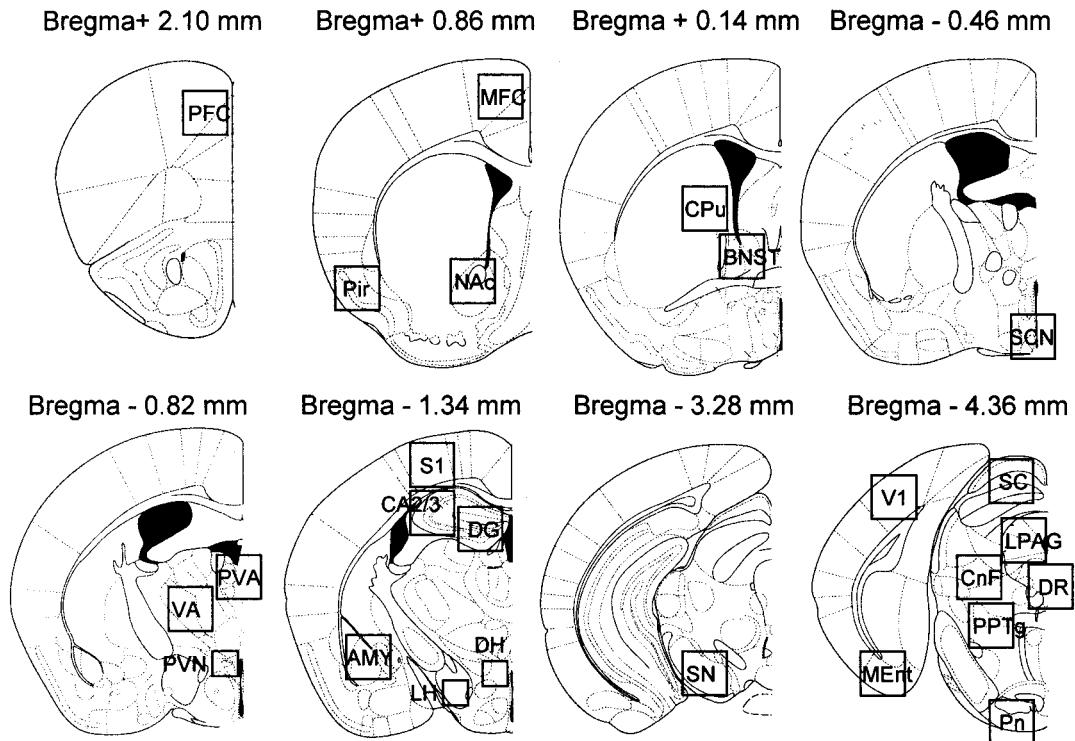 Bregma+ 2.10 mm
Bregma+ 0.86 mm
Bregma + 0.14 mm
Bregma - 0.46 mm
PFC
MFC
CPu
BNST
Pir
NAc
SCN
Bregma - 0.82 mm
Bregma - 1.34 mm
Bregma - 3.28 mm
Bregma - 4.36 mm
PVA
VA
PVN
S1
CA2/3
DG
DH
AMY
LH
SN
V1
SC
LPAG
CnF
DR
PPTg
MEnt
Pn